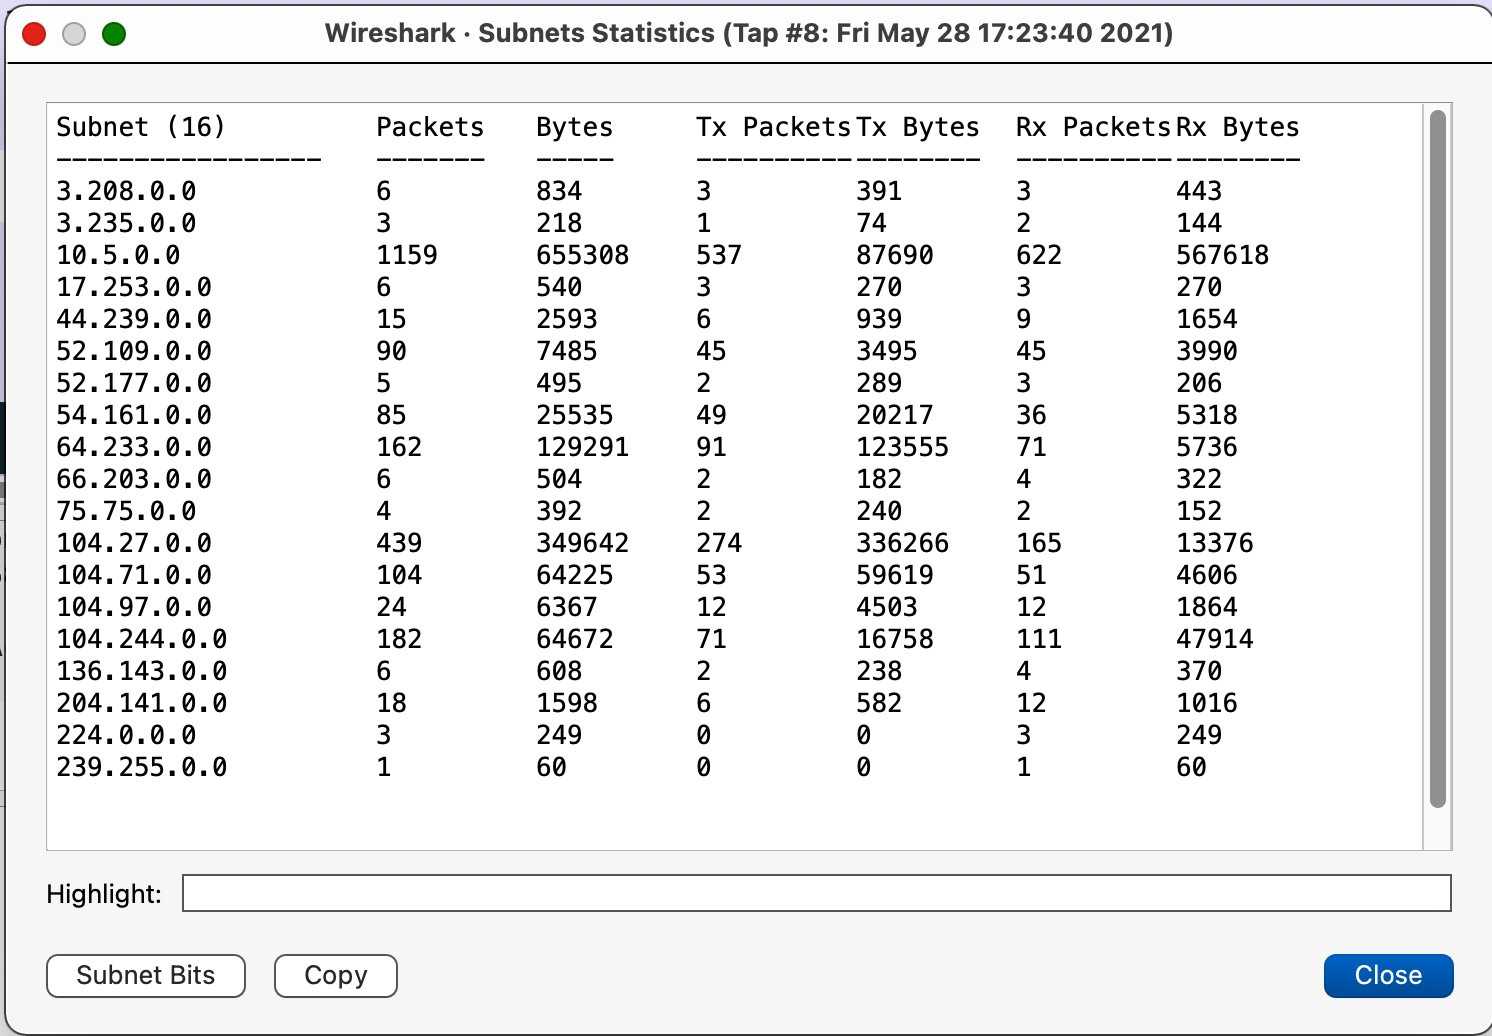 Wireshark · Subnets Statistics (Tap #8: Fri May 28 17:23:40 2021)
Subnet (16) Packets Bytes Tx Packets Tx Bytes Rx Packets Rx Bytes
----------------- ------- ----- ---------- -------- ---------- --------
3.208.0.0 6 834 3 391 3 443
3.235.0.0 3 218 1 74 2 144
10.5.0.0 1159 655308 537 87690 622 567618
17.253.0.0 6 540 3 270 3 270
44.239.0.0 15 2593 6 939 9 1654
52.109.0.0 90 7485 45 3495 45 3990
52.177.0.0 5 495 2 289 3 206
54.161.0.0 85 25535 49 20217 36 5318
64.233.0.0 162 129291 91 123555 71 5736
66.203.0.0 6 504 2 182 4 322
75.75.0.0 4 392 2 240 2 152
104.27.0.0 439 349642 274 336266 165 13376
104.71.0.0 104 64225 53 59619 51 4606
104.97.0.0 24 6367 12 4503 12 1864
104.244.0.0 182 64672 71 16758 111 47914
136.143.0.0 6 608 2 238 4 370
204.141.0.0 18 1598 6 582 12 1016
224.0.0.0 3 249 0 0 3 249
239.255.0.0 1 60 0 0 1 60
Highlight:
Subnet Bits Copy Close